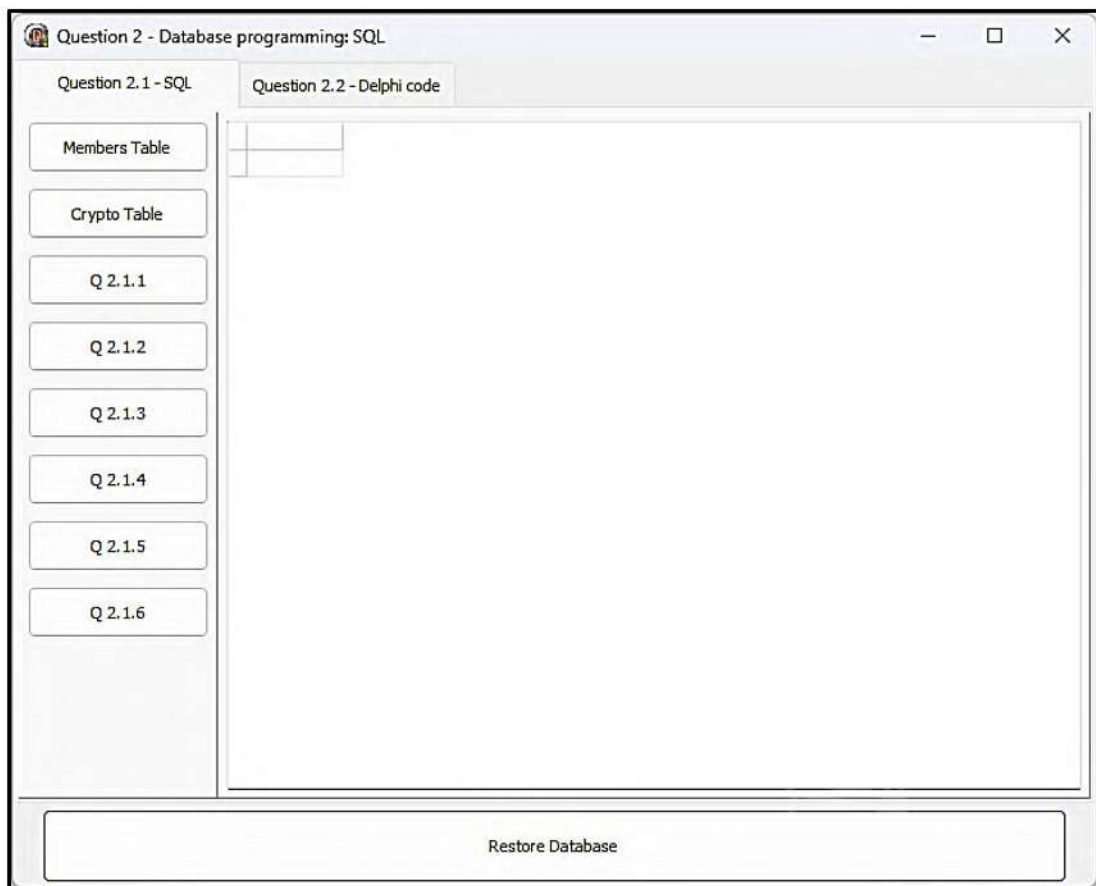 Question 2 - Database programming: SQL
Question 2.1 - SQL
Question 2.2 - Delphi code
Members Table
Crypto Table
Q 2.1.1
Q 2.1.2
Q 2.1.3
Q 2.1.4
Q 2.1.5
Q 2.1.6
Restore Database